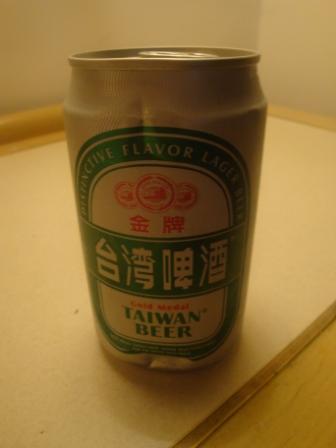 DISTINCTIVE FLAVOR LAGER BEER
金牌
台湾啤酒
Gold Medal
TAIWAN®
BEER